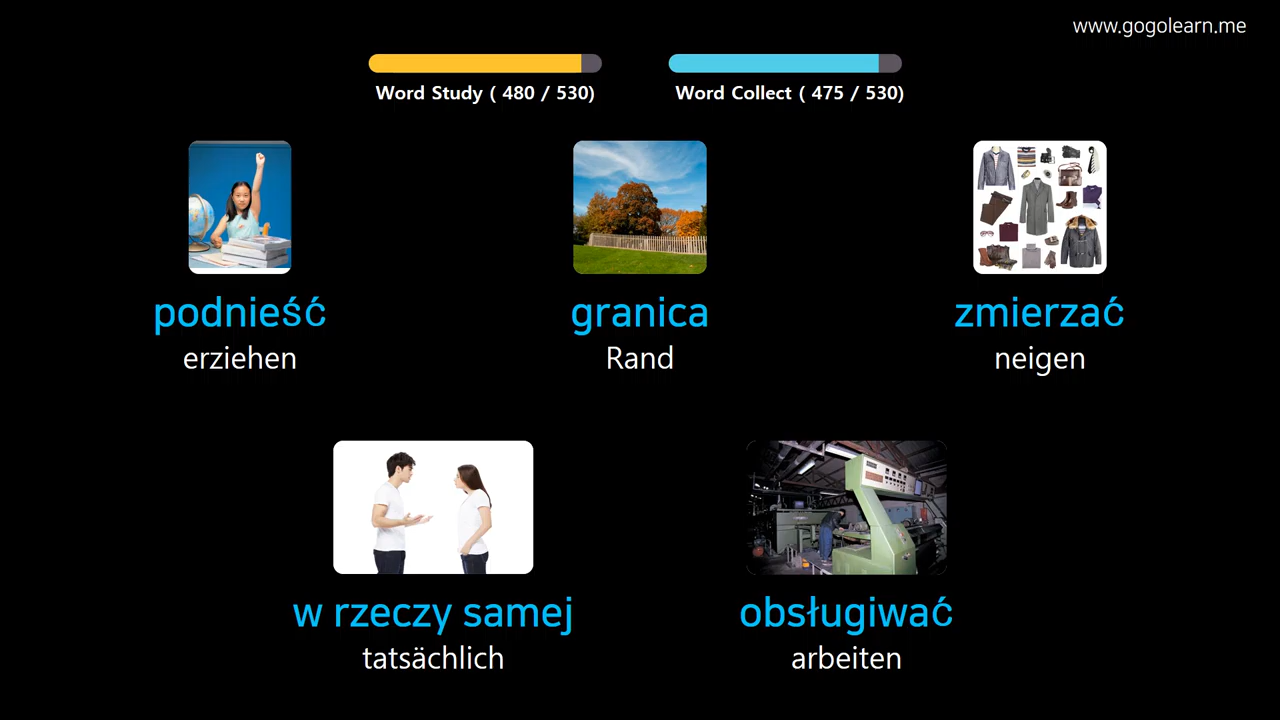 www.gogolearn.me
Word Study ( 480 / 530)
Word Collect ( 475 / 530)
podnieść
erziehen
granica
Rand
zmierzać
neigen
w rzeczy samej
tatsächlich
obsługiwać
arbeiten